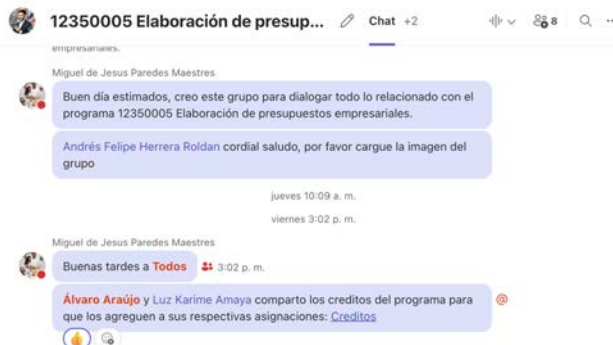 12350005 Elaboración de presup... Chat +2 8
empresariales.
Miguel de Jesus Paredes Maestres
Buen día estimados, creo este grupo para dialogar todo lo relacionado con el
programa 12350005 Elaboración de presupuestos empresariales.
Andrés Felipe Herrera Roldan cordial saludo, por favor cargue la imagen del
grupo
jueves 10:09 a. m.
viernes 3:02 p. m.
Miguel de Jesus Paredes Maestres
Buenas tardes a Todos 3:02 p. m.
Álvaro Araújo y Luz Karime Amaya comparto los creditos del programa para @
que los agreguen a sus respectivas asignaciones: Creditos